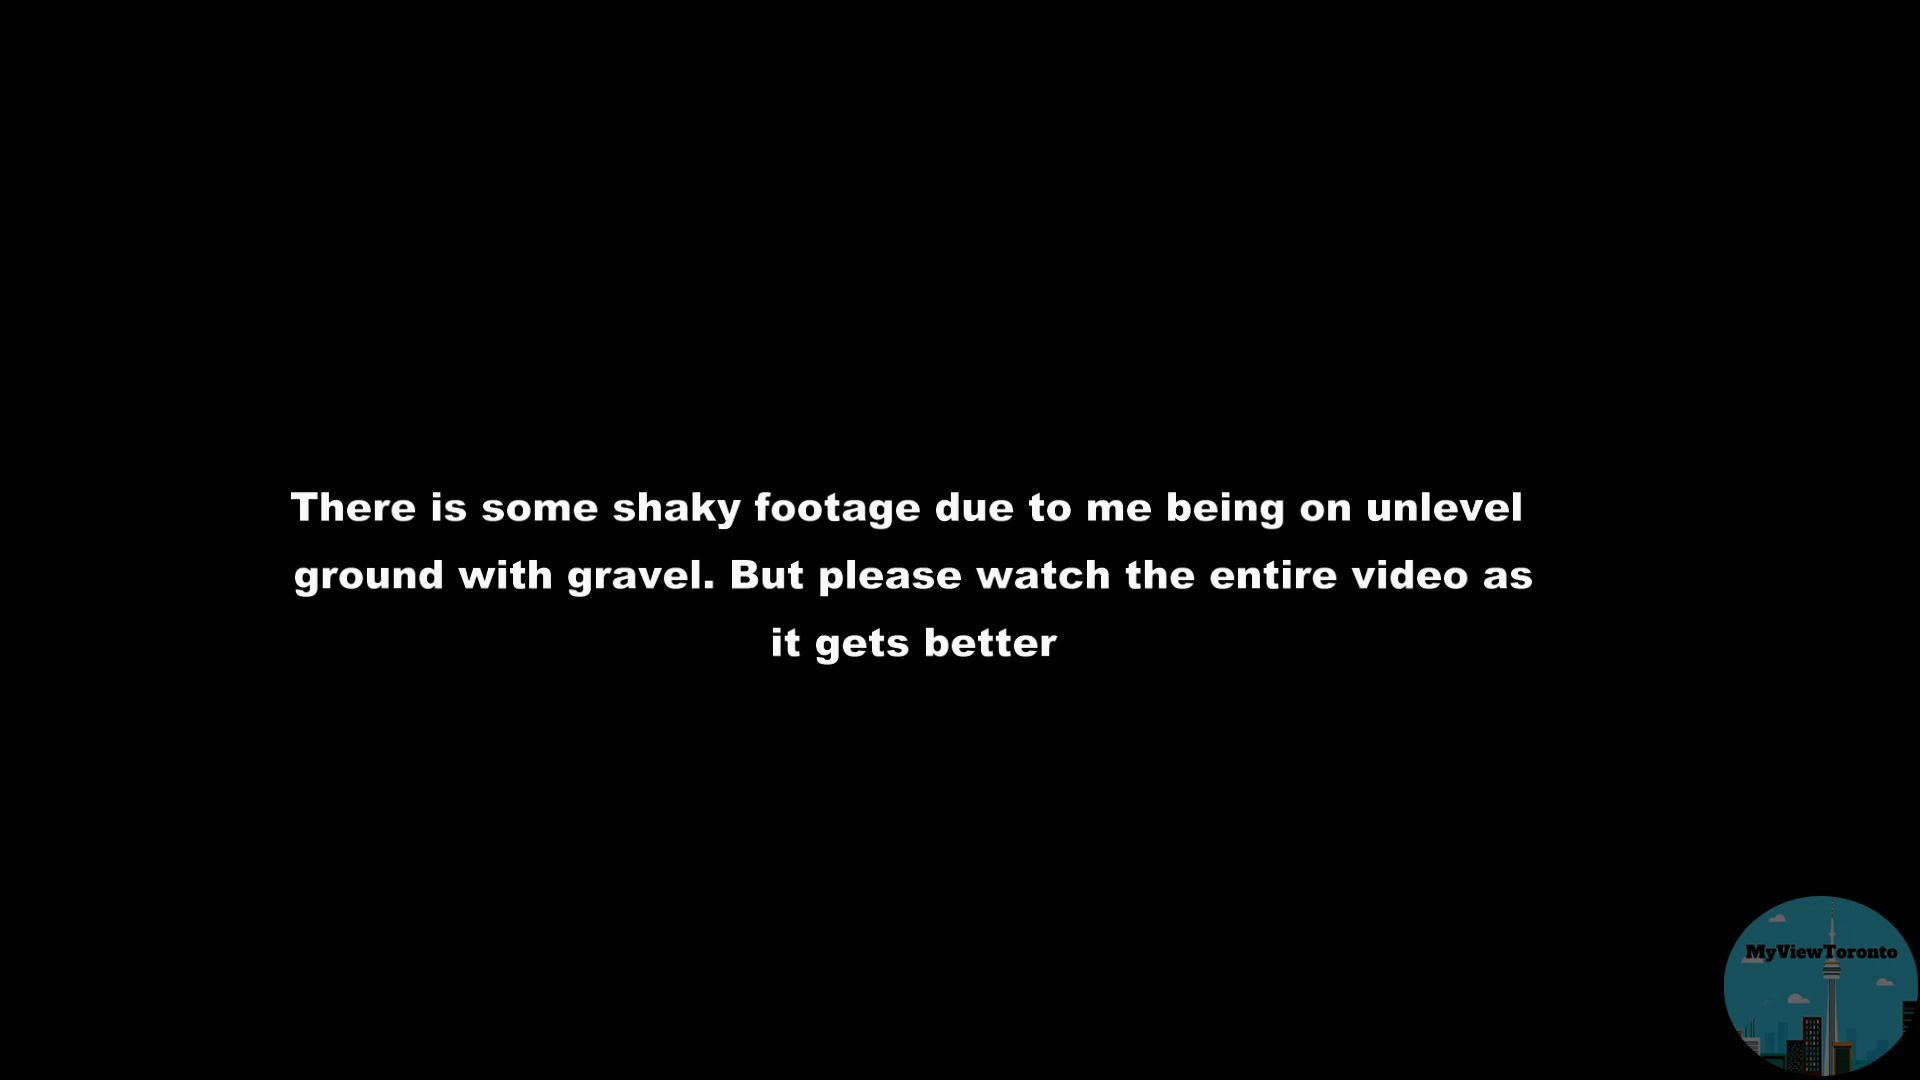 There is some shaky footage due to me being on unlevel
ground with gravel. But please watch the entire video as
it gets better
MyViewToronto